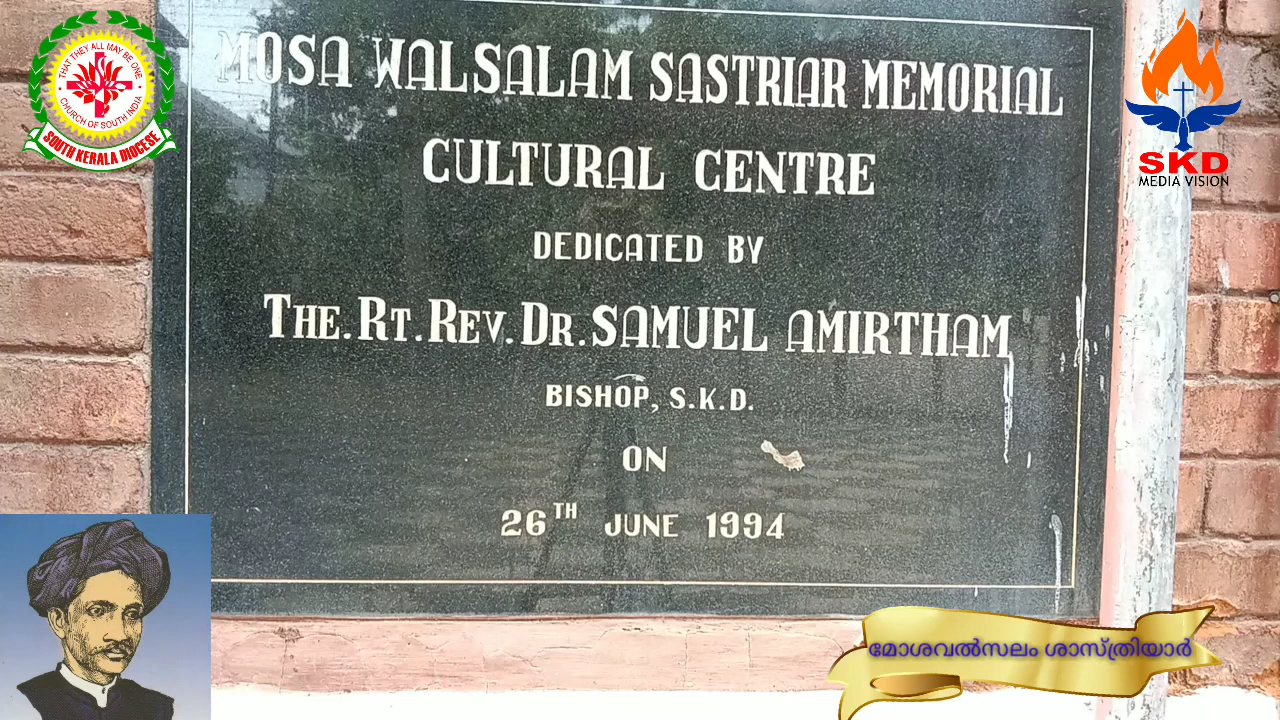 THAT THEY ALL MAY BE ONE
CHURCH OF SOUTH INDIA
SOUTH KERALA DIOCESE
SKD
MEDIA VISION
MOSA WALSALAM SASTRIAR MEMORIAL
CULTURAL CENTRE
DEDICATED BY
THE. RT. REV. DR. SAMUEL AMIRTHAM
BISHOP, S.K.D.
ON
26TH JUNE 1994
മോശവൽസലം ശാസ്ത്രിയാർ